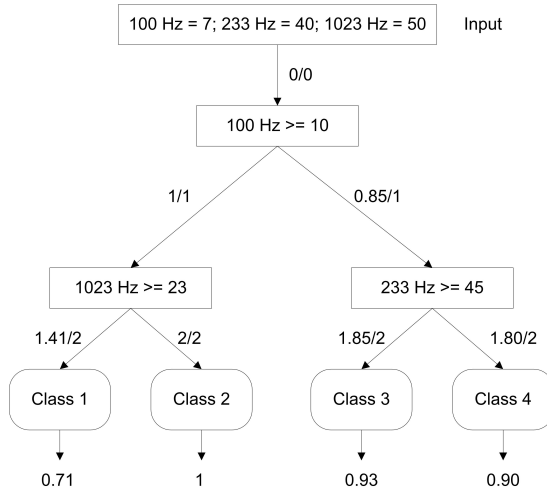 100 Hz = 7; 233 Hz = 40; 1023 Hz = 50
Input
0/0
100 Hz >= 10
1/1
0.85/1
1023 Hz >= 23
233 Hz >= 45
1.41/2
2/2
1.85/2
1.80/2
Class 1
Class 2
Class 3
Class 4
0.71
1
0.93
0.90